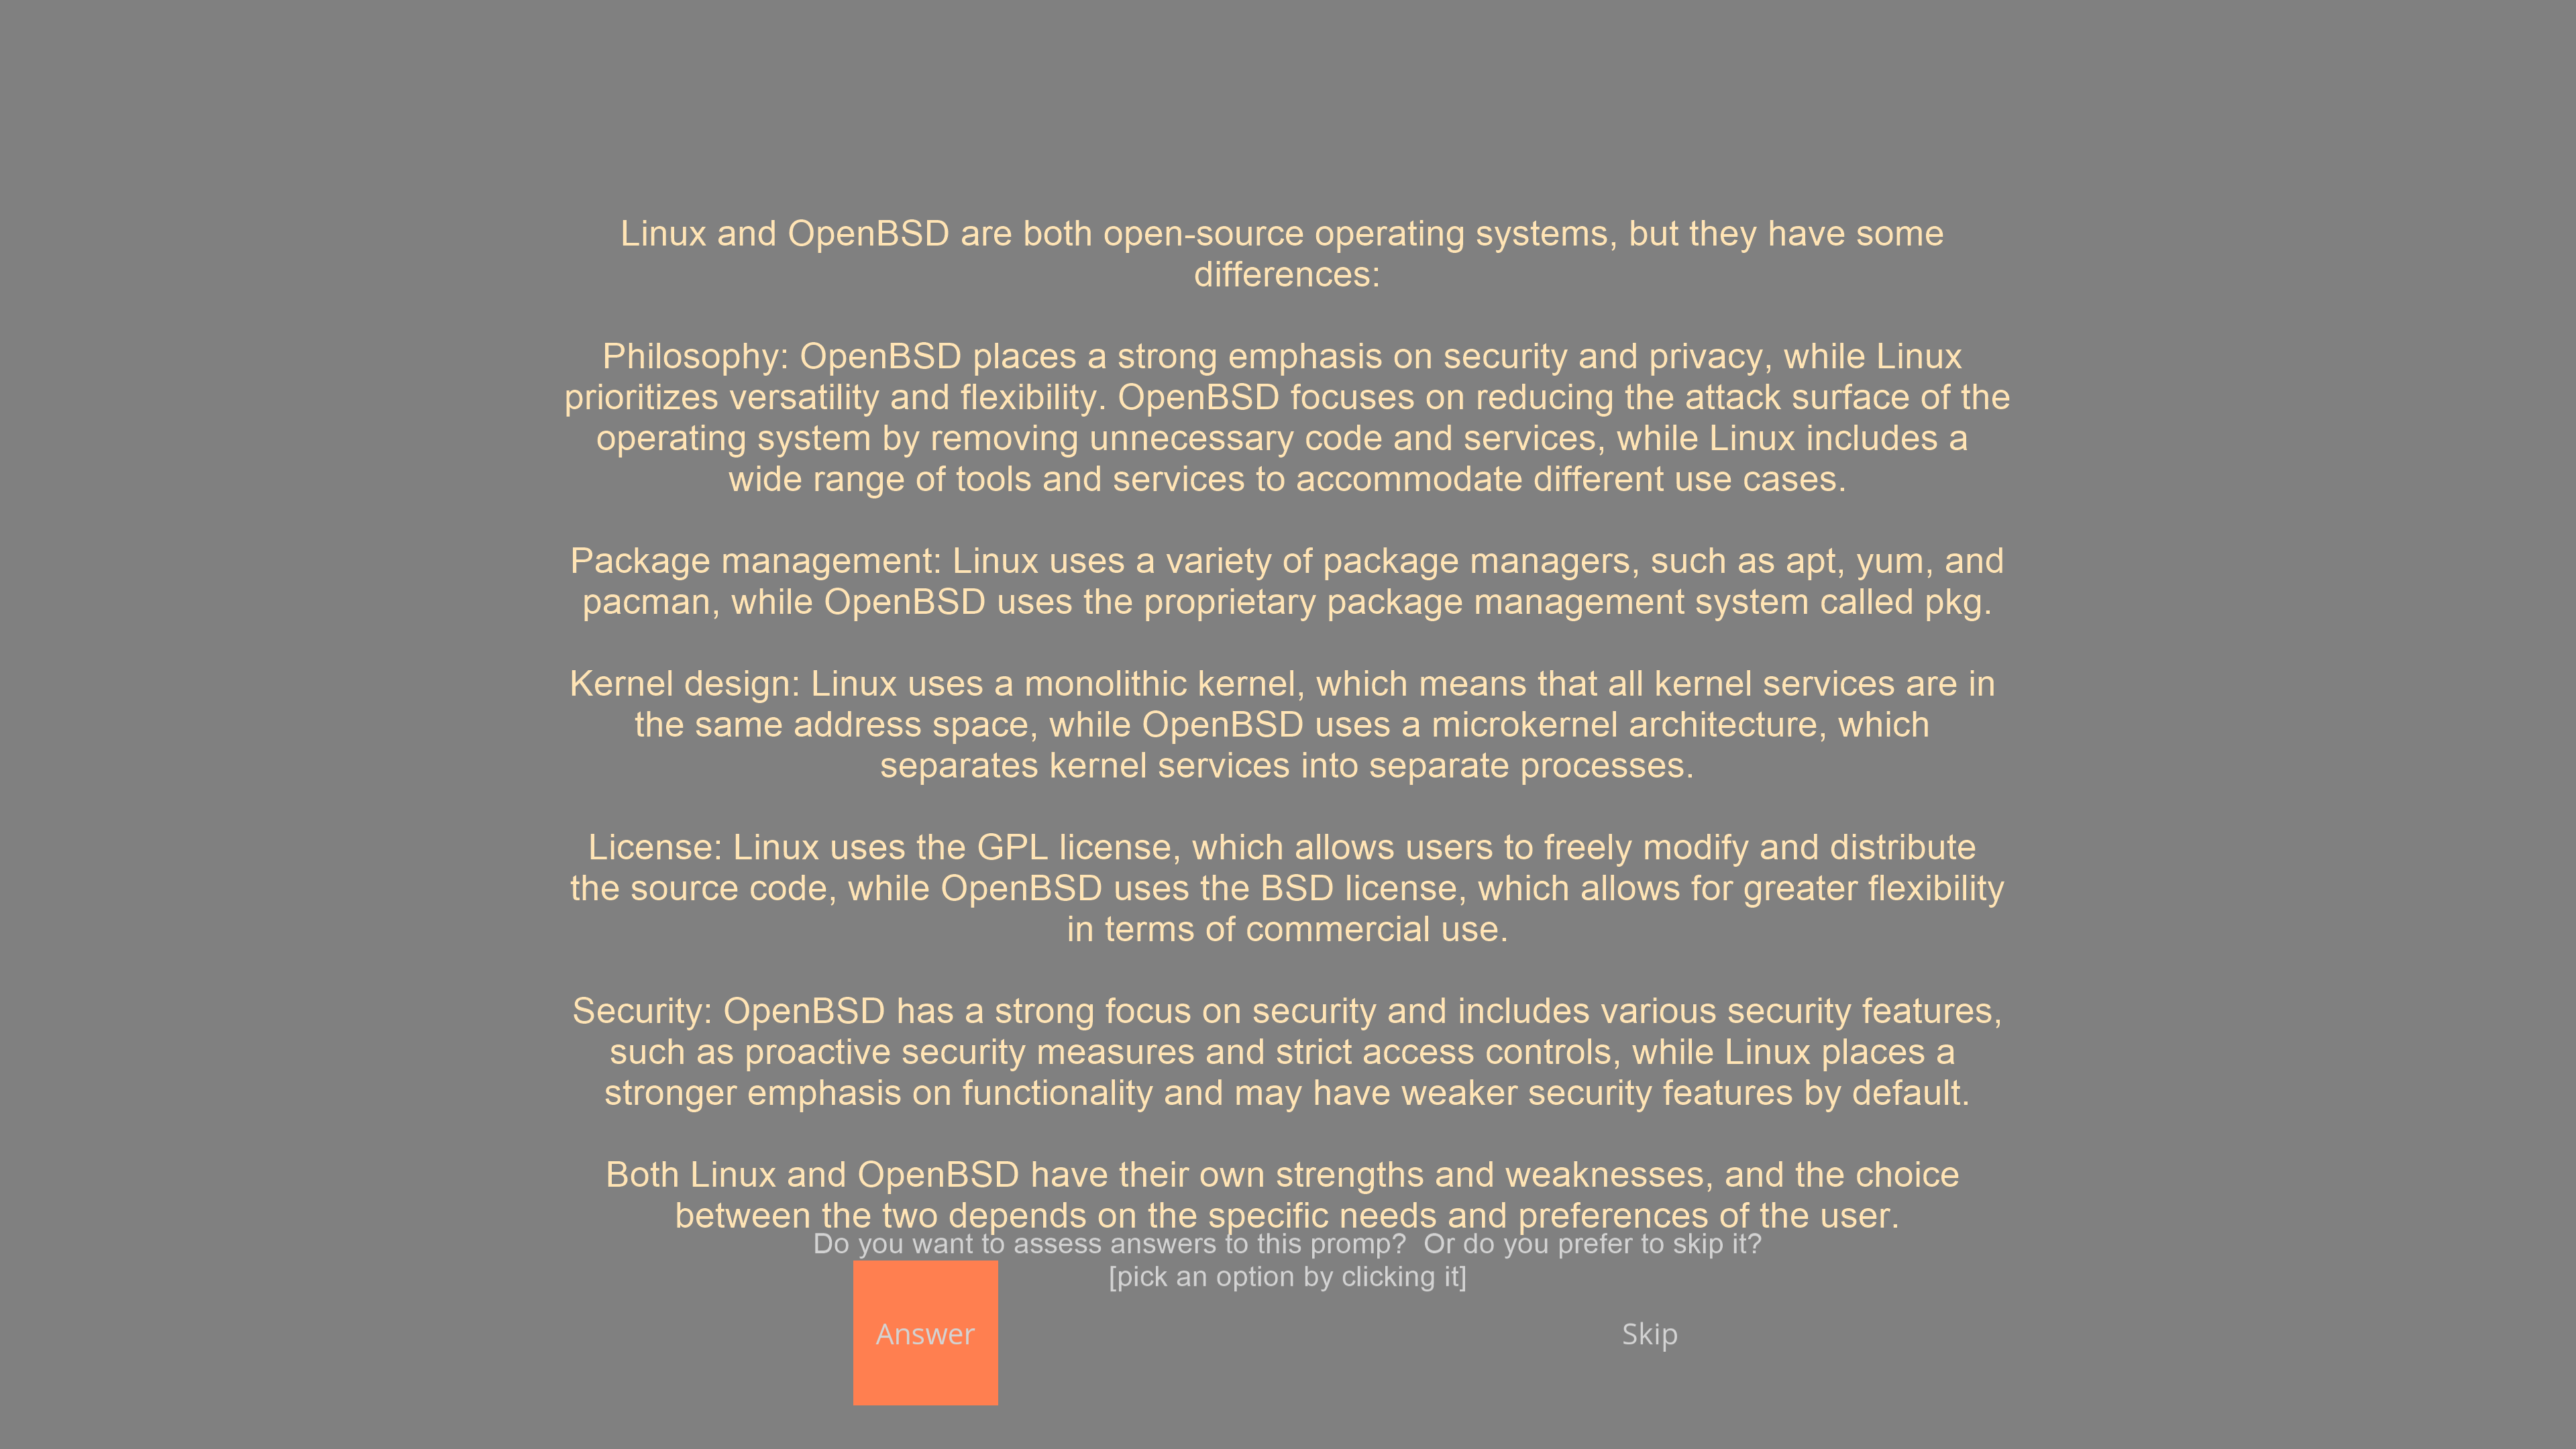 Linux and OpenBSD are both open-source operating systems, but they have some
differences:
Philosophy: OpenBSD places a strong emphasis on security and privacy, while Linux
prioritizes versatility and flexibility. OpenBSD focuses on reducing the attack surface of the
operating system by removing unnecessary code and services, while Linux includes a
wide range of tools and services to accommodate different use cases.
Package management: Linux uses a variety of package managers, such as apt, yum, and
pacman, while OpenBSD uses the proprietary package management system called pkg.
Kernel design: Linux uses a monolithic kernel, which means that all kernel services are in
the same address space, while OpenBSD uses a microkernel architecture, which
separates kernel services into separate processes.
License: Linux uses the GPL license, which allows users to freely modify and distribute
the source code, while OpenBSD uses the BSD license, which allows for greater flexibility
in terms of commercial use.
Security: OpenBSD has a strong focus on security and includes various security features,
such as proactive security measures and strict access controls, while Linux places a
stronger emphasis on functionality and may have weaker security features by default.
Both Linux and OpenBSD have their own strengths and weaknesses, and the choice
between the two depends on the specific needs and preferences of the user.
Do you want to assess answers to this promp?  Or do you prefer to skip it?
[pick an option by clicking it]
Answer
Skip